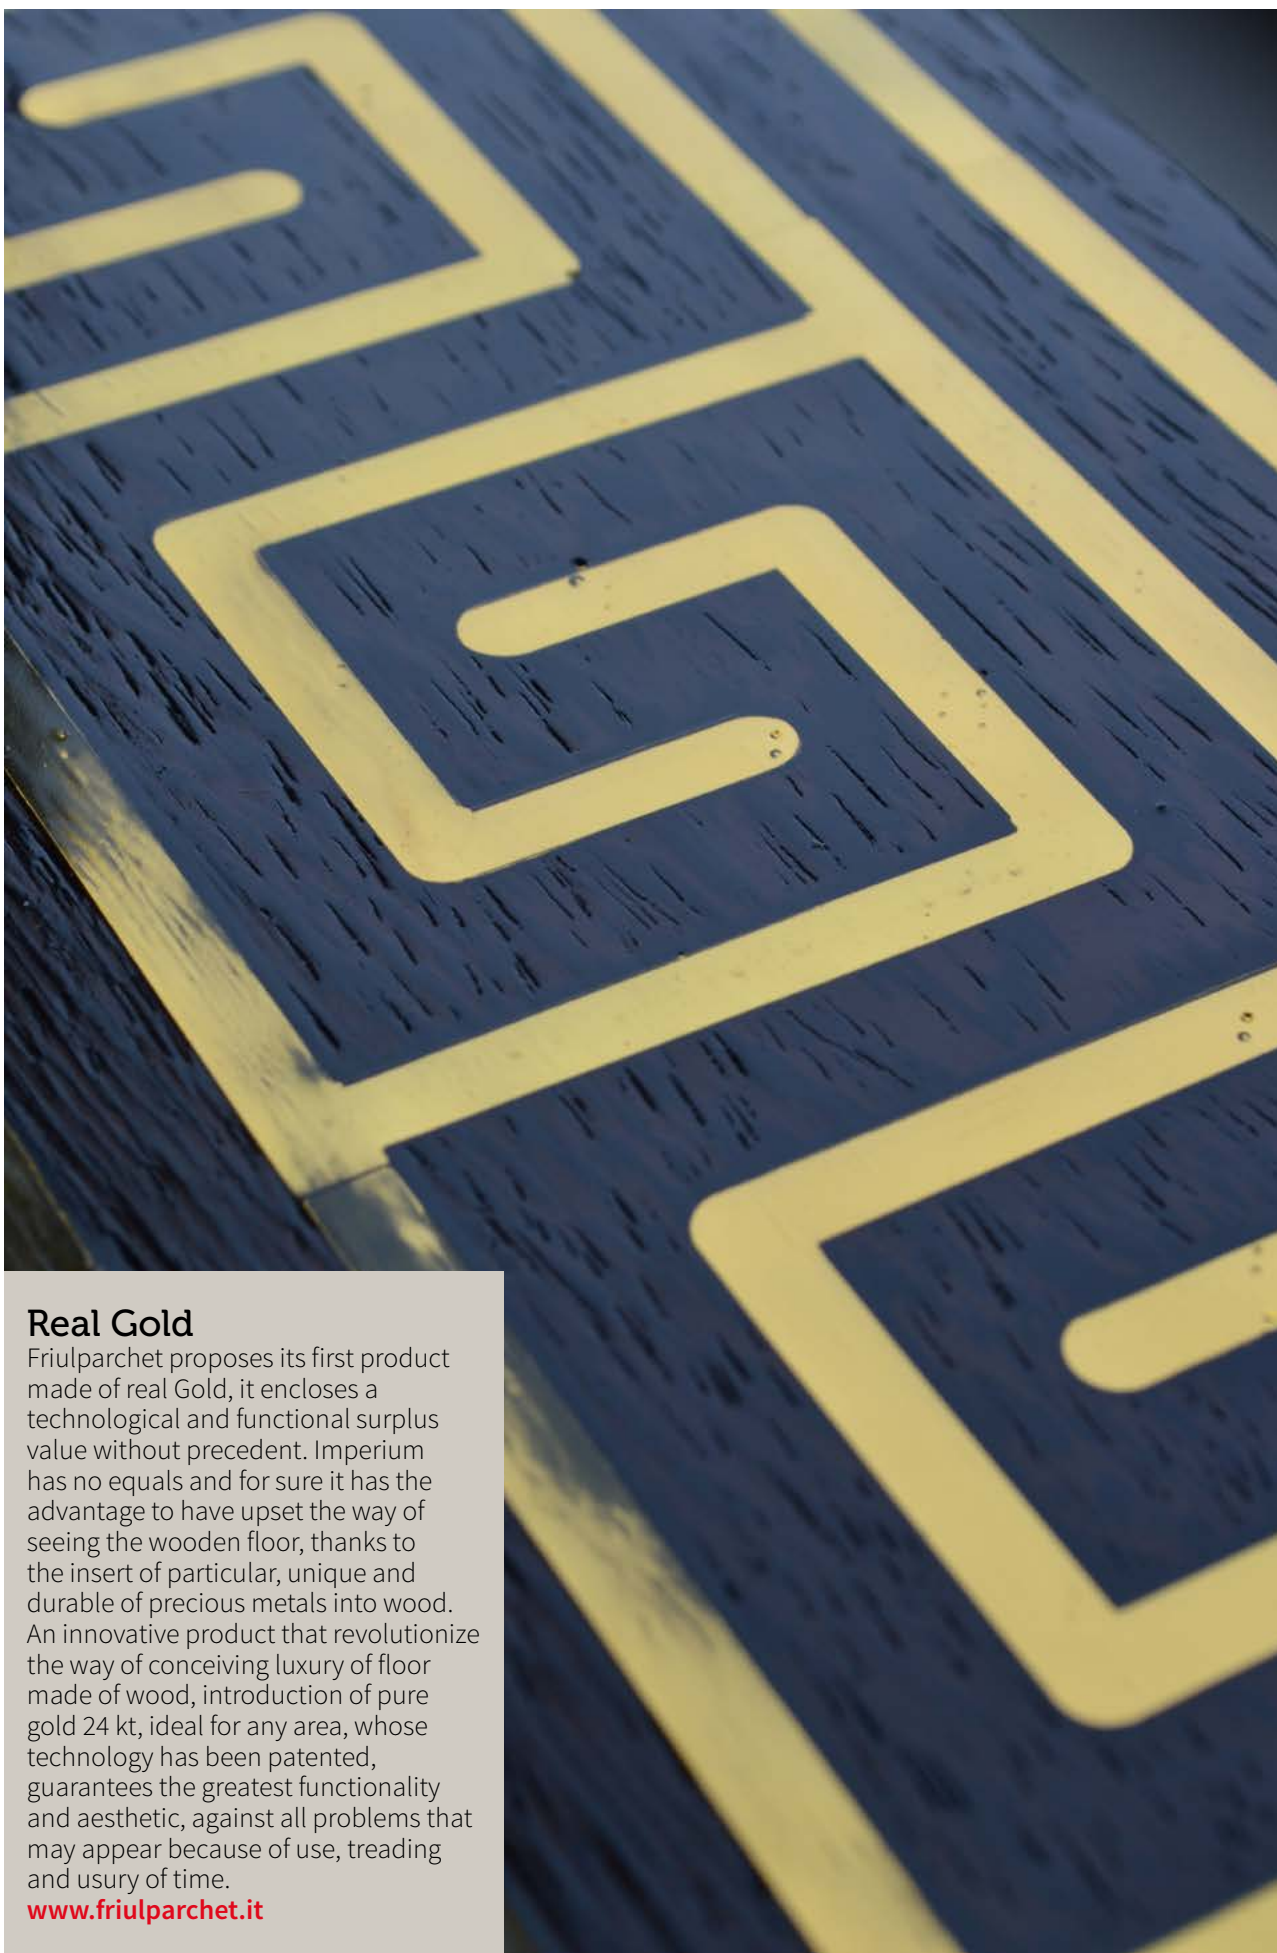 Real Gold
Friulparchet proposes its first product
made of real Gold, it encloses a
technological and functional surplus
value without precedent. Imperium
has no equals and for sure it has the
advantage to have upset the way of
seeing the wooden floor, thanks to
the insert of particular, unique and
durable of precious metals into wood.
An innovative product that revolutionize
the way of conceiving luxury of floor
made of wood, introduction of pure
gold 24 kt, ideal for any area, whose
technology has been patented,
guarantees the greatest functionality
and aesthetic, against all problems that
may appear because of use, treading
and usury of time.
www.friulparchet.it